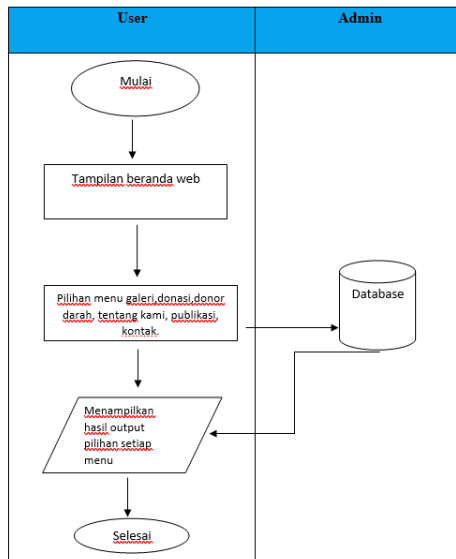 User
Admin
Mulai
Tampilan beranda web
Pilihan menu galeri,donasi,donor
darah, tentang kami, publikasi,
kontak.
Database
Menampilkan
hasil output
pilihan setiap
menu
Selesai